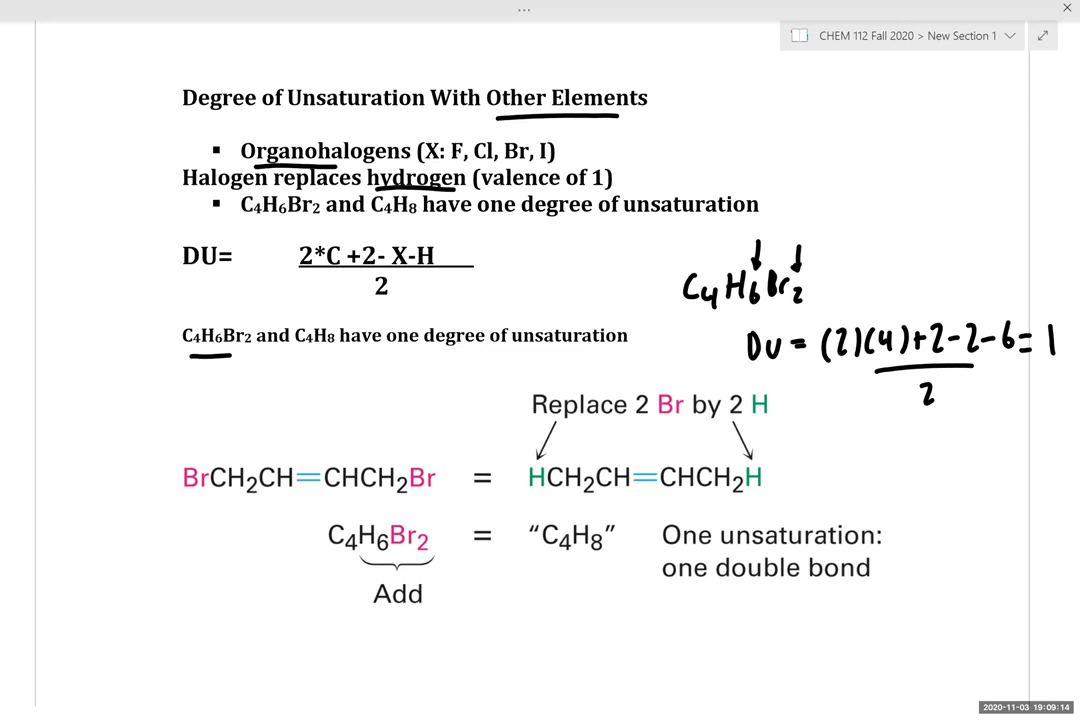 CHEM 112 Fall 2020 > New Section 1
Degree of Unsaturation With Other Elements
▪ Organohalogens (X: F, Cl, Br, I)
Halogen replaces hydrogen (valence of 1)
▪ C₄H₆Br₂ and C₄H₈ have one degree of unsaturation
DU= 2*C +2- X-H
2
C₄H₆Br₂
C₄H₆Br₂ and C₄H₈ have one degree of unsaturation
DU = (2)(4)+2-2-6 = 1
2
Replace 2 Br by 2 H
BrCH₂CH=CHCH₂Br = HCH₂CH=CHCH₂H
C₄H₆Br₂ = “C₄H₈” One unsaturation:
one double bond
Add
2020-11-03 19:09:14